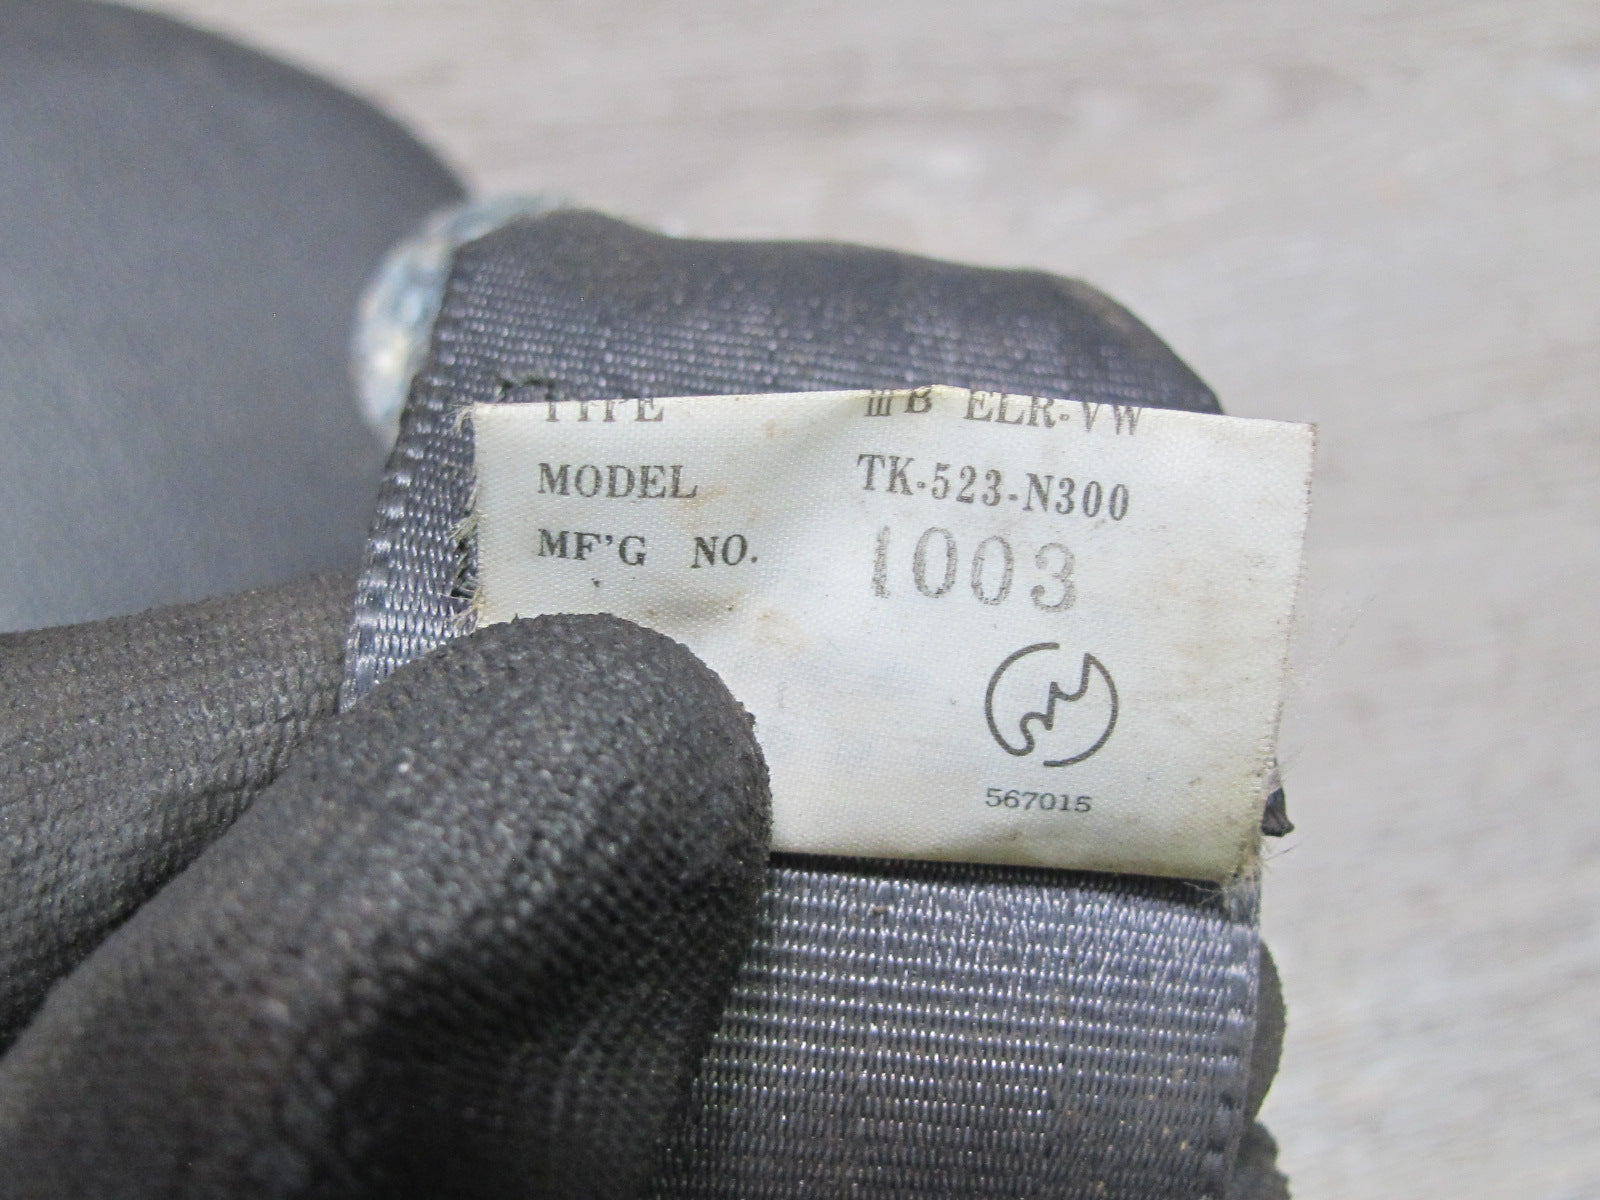 TYPE ⅲB ELR-VW
MODEL TK-523-N300
MF'G NO. 1003
567015